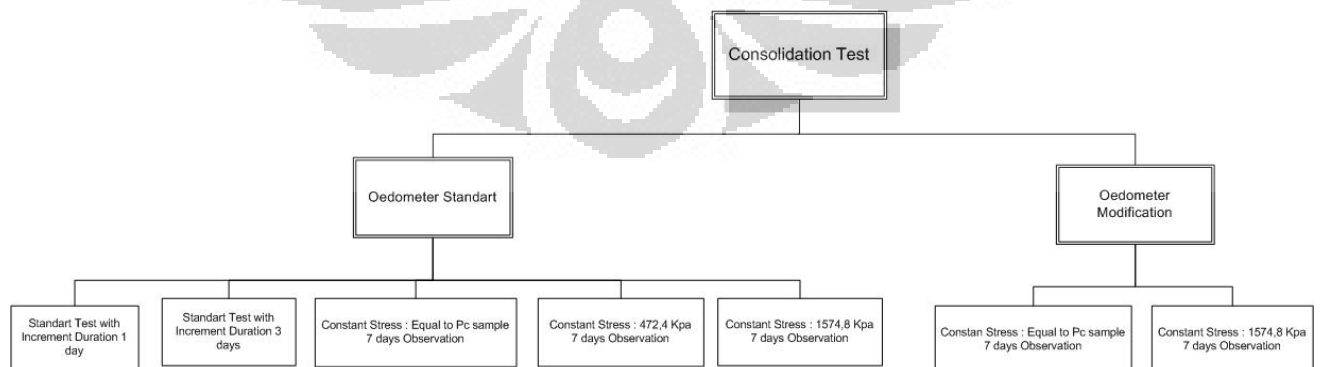 Consolidation Test
Oedometer Standart
Oedometer
Modification
Standart Test with
Increment Duration 1
day
Standart Test with
Increment Duration 3
days
Constant Stress : Equal to Pc sample
7 days Observation
Constant Stress : 472,4 Kpa
7 days Observation
Constant Stress : 1574,8 Kpa
7 days Observation
Constan Stress : Equal to Pc sample
7 days Observation
Constant Stress : 1574,8 Kpa
7 days Observation